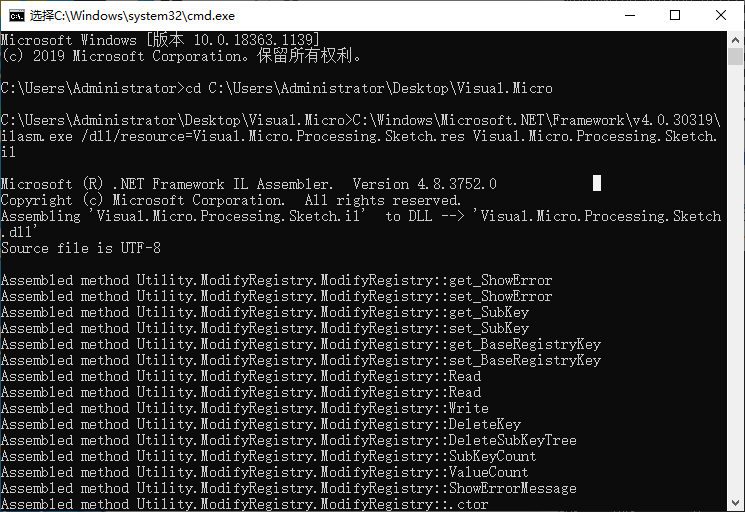 选择C:\Windows\system32\cmd.exe
Microsoft Windows [版本 10.0.18363.1139]
(c) 2019 Microsoft Corporation。保留所有权利。
C:\Users\Administrator>cd C:\Users\Administrator\Desktop\Visual.Micro
C:\Users\Administrator\Desktop\Visual.Micro>C:\Windows\Microsoft.NET\Framework\v4.0.30319\
ilasm.exe /dll/resource=Visual.Micro.Processing.Sketch.res Visual.Micro.Processing.Sketch.
il
Microsoft (R) .NET Framework IL Assembler.  Version 4.8.3752.0
Copyright (c) Microsoft Corporation.  All rights reserved.
Assembling 'Visual.Micro.Processing.Sketch.il'  to DLL --> 'Visual.Micro.Processing.Sketch
.dll'
Source file is UTF-8
Assembled method Utility.ModifyRegistry.ModifyRegistry::get_ShowError
Assembled method Utility.ModifyRegistry.ModifyRegistry::set_ShowError
Assembled method Utility.ModifyRegistry.ModifyRegistry::get_SubKey
Assembled method Utility.ModifyRegistry.ModifyRegistry::set_SubKey
Assembled method Utility.ModifyRegistry.ModifyRegistry::get_BaseRegistryKey
Assembled method Utility.ModifyRegistry.ModifyRegistry::set_BaseRegistryKey
Assembled method Utility.ModifyRegistry.ModifyRegistry::Read
Assembled method Utility.ModifyRegistry.ModifyRegistry::Read
Assembled method Utility.ModifyRegistry.ModifyRegistry::Write
Assembled method Utility.ModifyRegistry.ModifyRegistry::DeleteKey
Assembled method Utility.ModifyRegistry.ModifyRegistry::DeleteSubKeyTree
Assembled method Utility.ModifyRegistry.ModifyRegistry::SubKeyCount
Assembled method Utility.ModifyRegistry.ModifyRegistry::ValueCount
Assembled method Utility.ModifyRegistry.ModifyRegistry::ShowErrorMessage
Assembled method Utility.ModifyRegistry.ModifyRegistry::.ctor